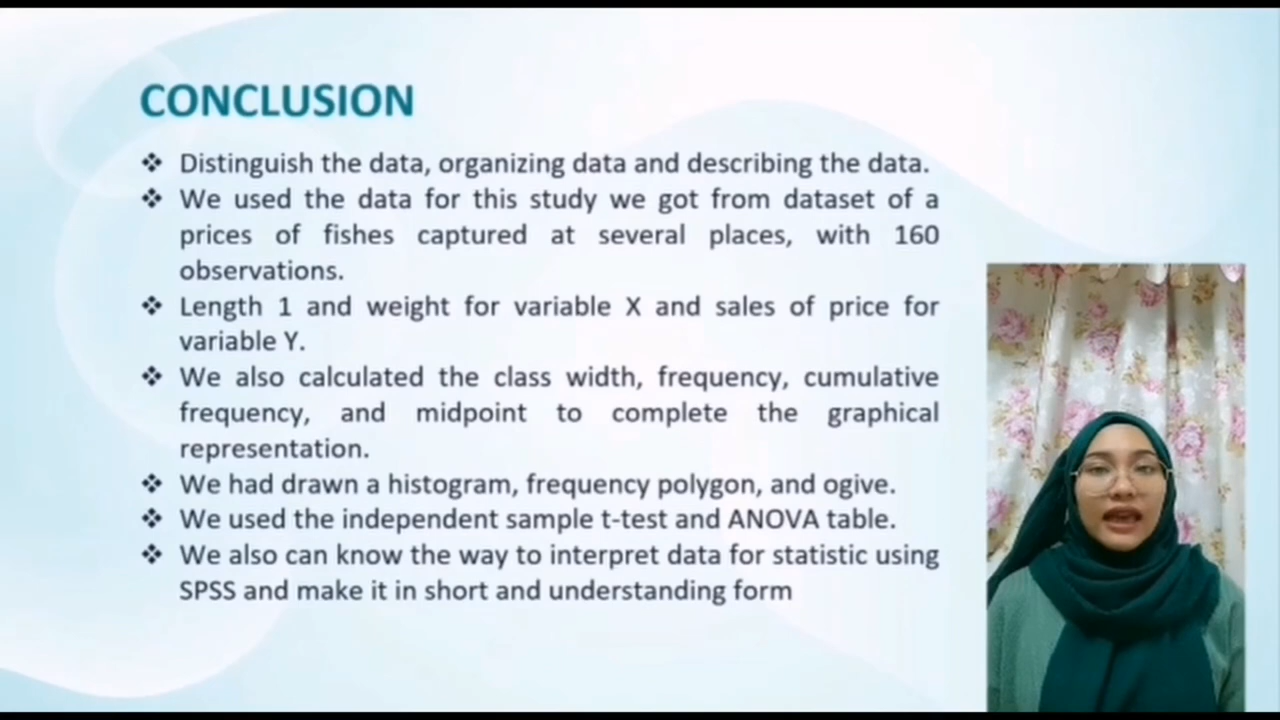 CONCLUSION
❖ Distinguish the data, organizing data and describing the data.
❖ We used the data for this study we got from dataset of a
prices of fishes captured at several places, with 160
observations.
❖ Length 1 and weight for variable X and sales of price for
variable Y.
❖ We also calculated the class width, frequency, cumulative
frequency, and midpoint to complete the graphical
representation.
❖ We had drawn a histogram, frequency polygon, and ogive.
❖ We used the independent sample t-test and ANOVA table.
❖ We also can know the way to interpret data for statistic using
SPSS and make it in short and understanding form